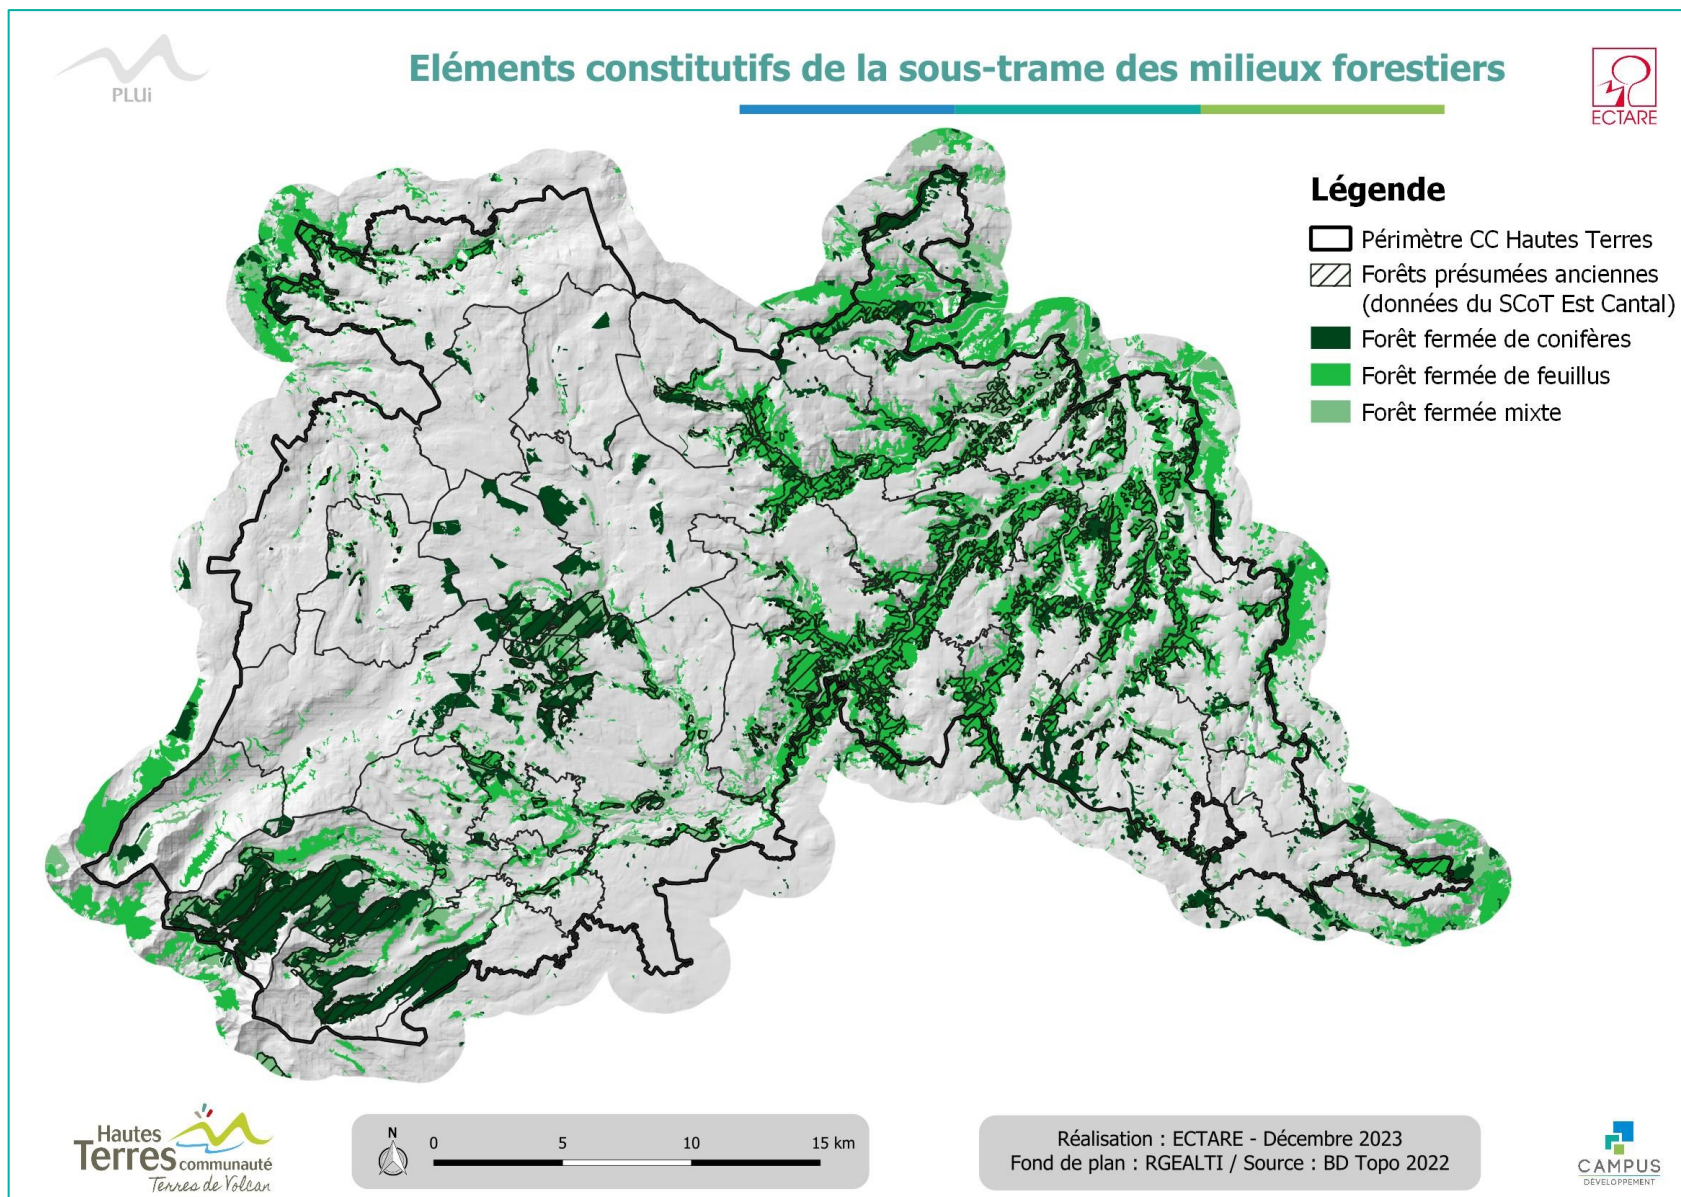 PLUi
Eléments constitutifs de la sous-trame des milieux forestiers
ECTARE
Légende
Périmètre CC Hautes Terres
Forêts présumées anciennes
(données du SCoT Est Cantal)
Forêt fermée de conifères
Forêt fermée de feuillus
Forêt fermée mixte
Hautes
Terres communauté
Terres de Volcan
N
0 5 10 15 km
Réalisation : ECTARE - Décembre 2023
Fond de plan : RGEALTI / Source : BD Topo 2022
CAMPUS
DÉVELOPPEMENT